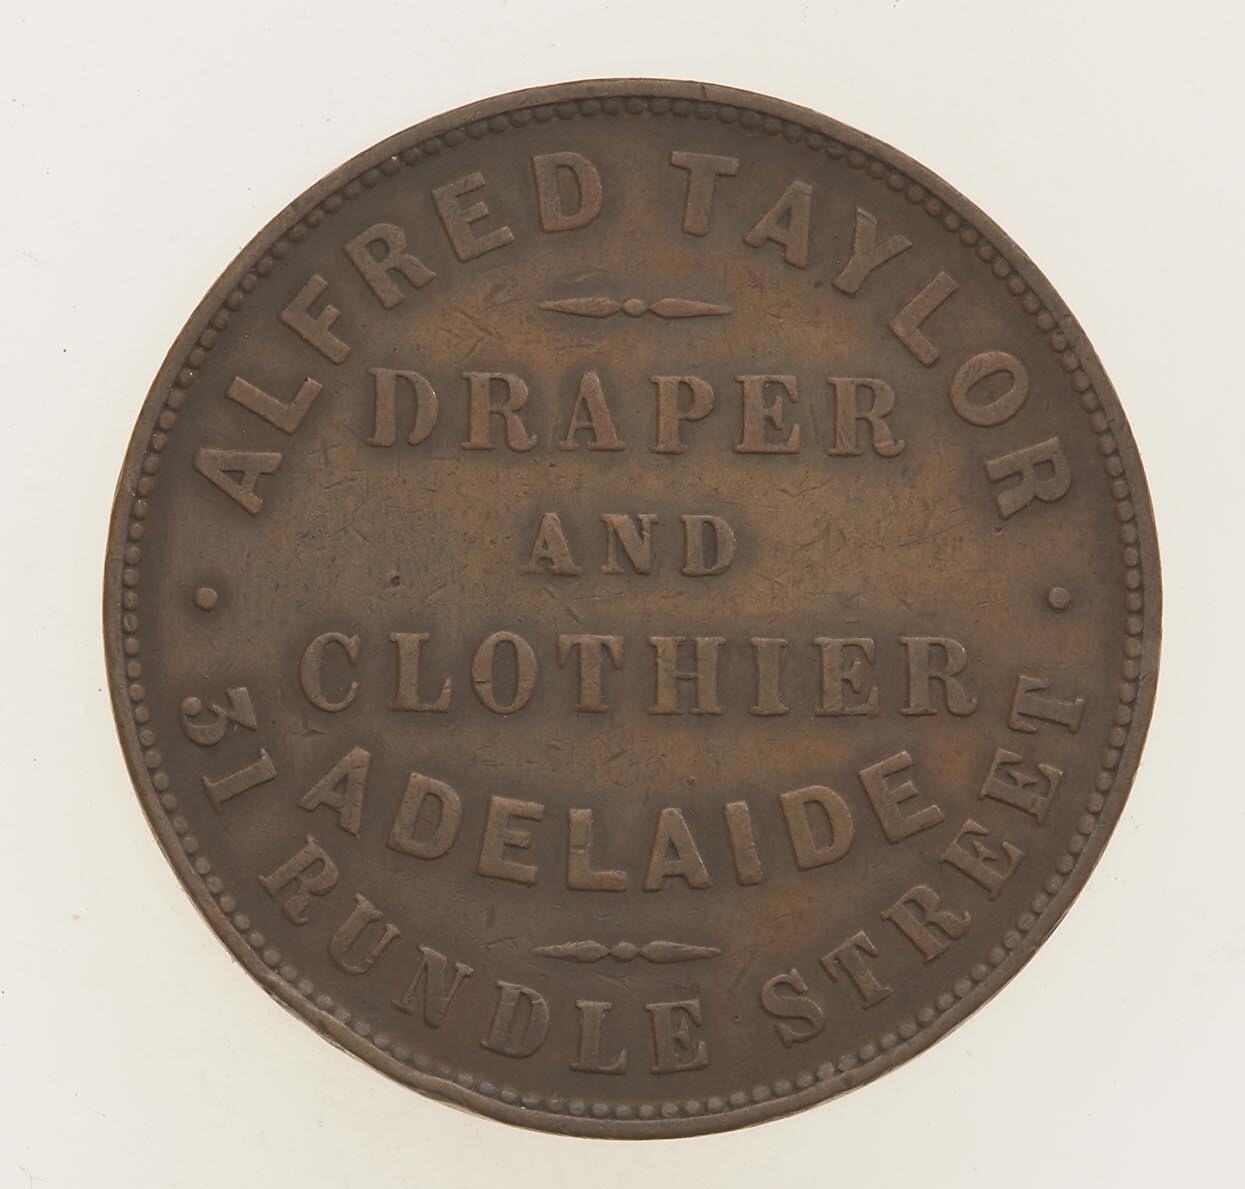 ALFRED TAYLOR
DRAPER
AND
CLOTHIER
ADELAIDE
31 RUNDLE STREET